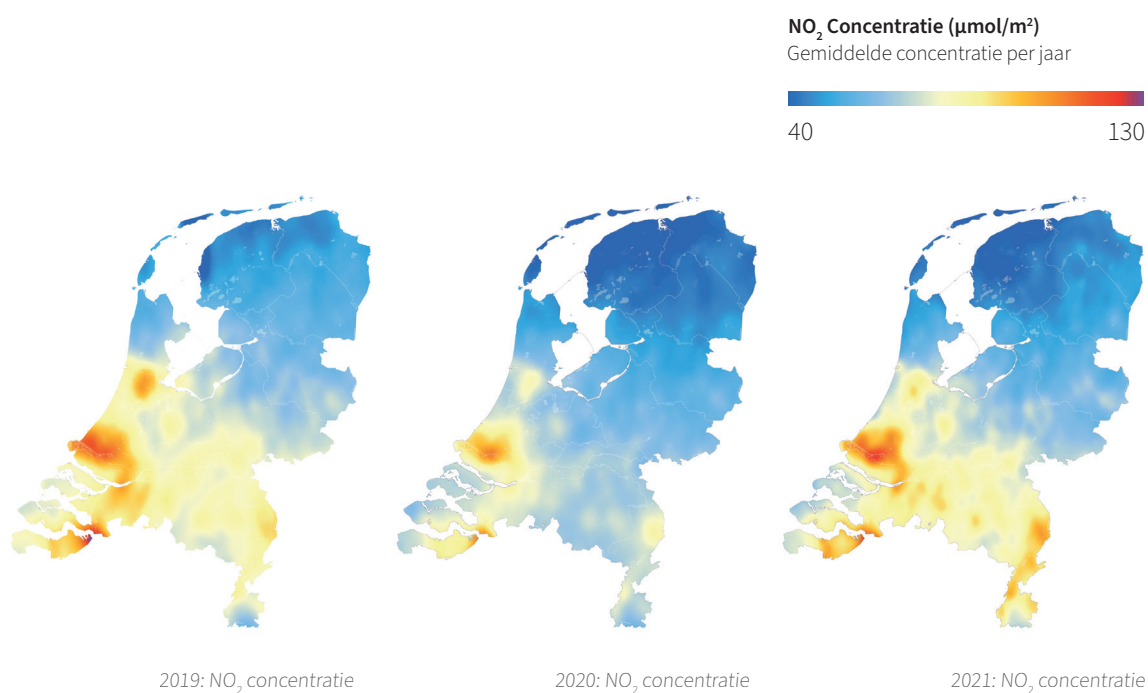 NO₂ Concentratie (μmol/m²)
Gemiddelde concentratie per jaar
40 130
2019: NO₂ concentratie
2020: NO₂ concentratie
2021: NO₂ concentratie